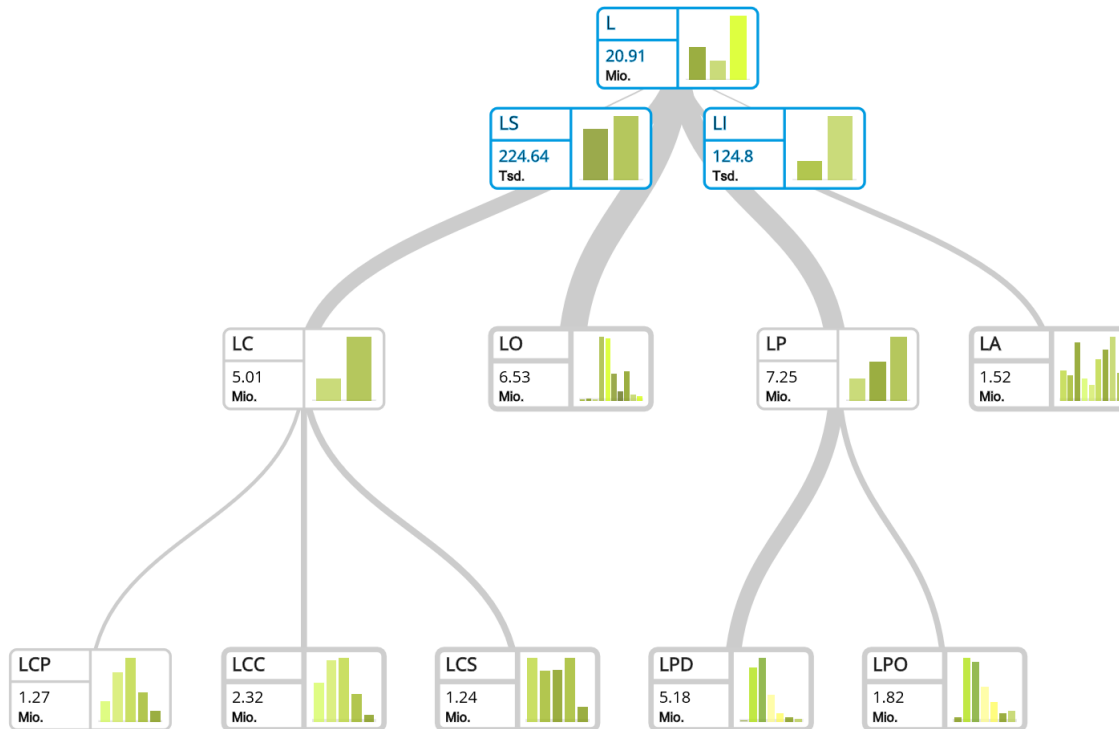 L
20.91
Mio.
LS
224.64
Tsd.
LI
124.8
Tsd.
LC
5.01
Mio.
LO
6.53
Mio.
LP
7.25
Mio.
LA
1.52
Mio.
LCP
1.27
Mio.
LCC
2.32
Mio.
LCS
1.24
Mio.
LPD
5.18
Mio.
LPO
1.82
Mio.